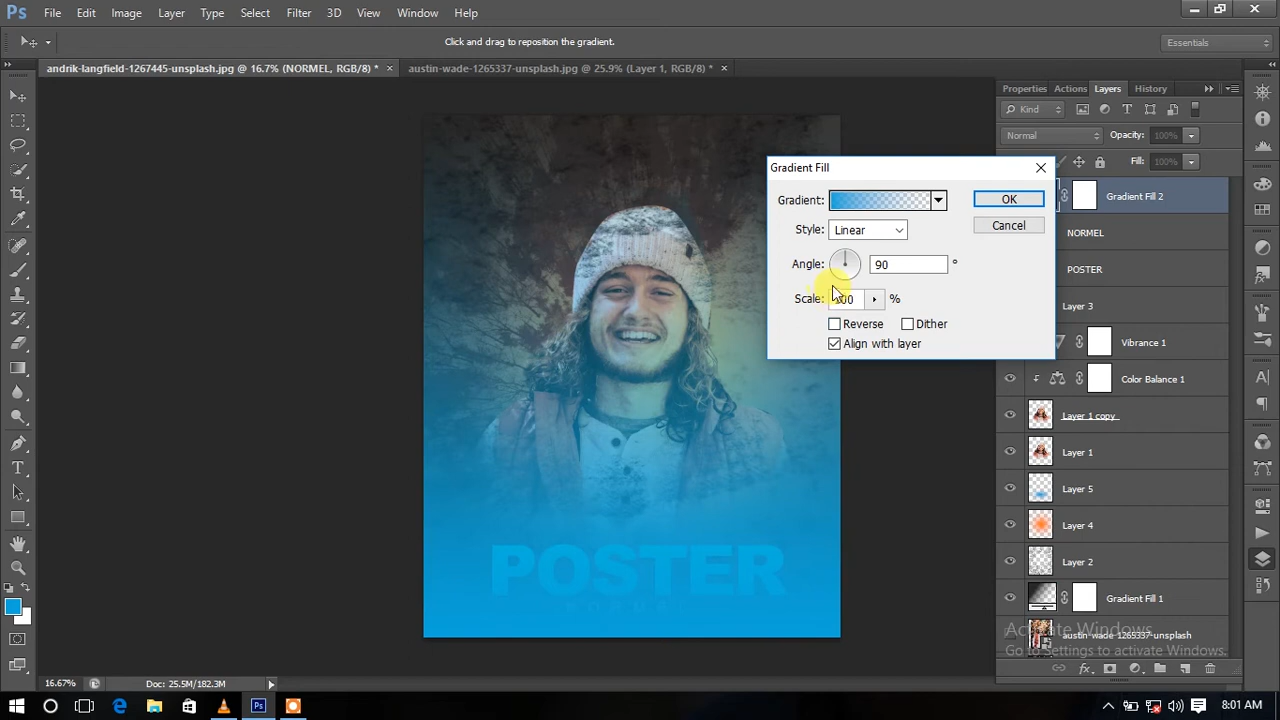 Ps File Edit Image Layer Type Select Filter 3D View Window Help
Click and drag to reposition the gradient.
Essentials
andrik-langfield-1267445-unsplash.jpg @ 16.7% (NORMEL, RGB/8) *
austin-wade-1265337-unsplash.jpg @ 25.9% (Layer 1, RGB/8) *
Properties Actions Layers History
Kind
Normal Opacity: 100%
Fill: 100%
Gradient Fill
Gradient:
OK
Style: Linear
Cancel
Angle: 90 °
Scale: %
Reverse Dither
Align with layer
Gradient Fill 2
NORMEL
POSTER
Layer 3
Vibrance 1
Color Balance 1
Layer 1 copy
Layer 1
Layer 5
Layer 4
Layer 2
Gradient Fill 1
austin-wade-1265337-unsplash
POSTER
Activate Windows
Go to Settings to activate Windows.
16.67% Doc: 25.5M/182.3M
8:01 AM